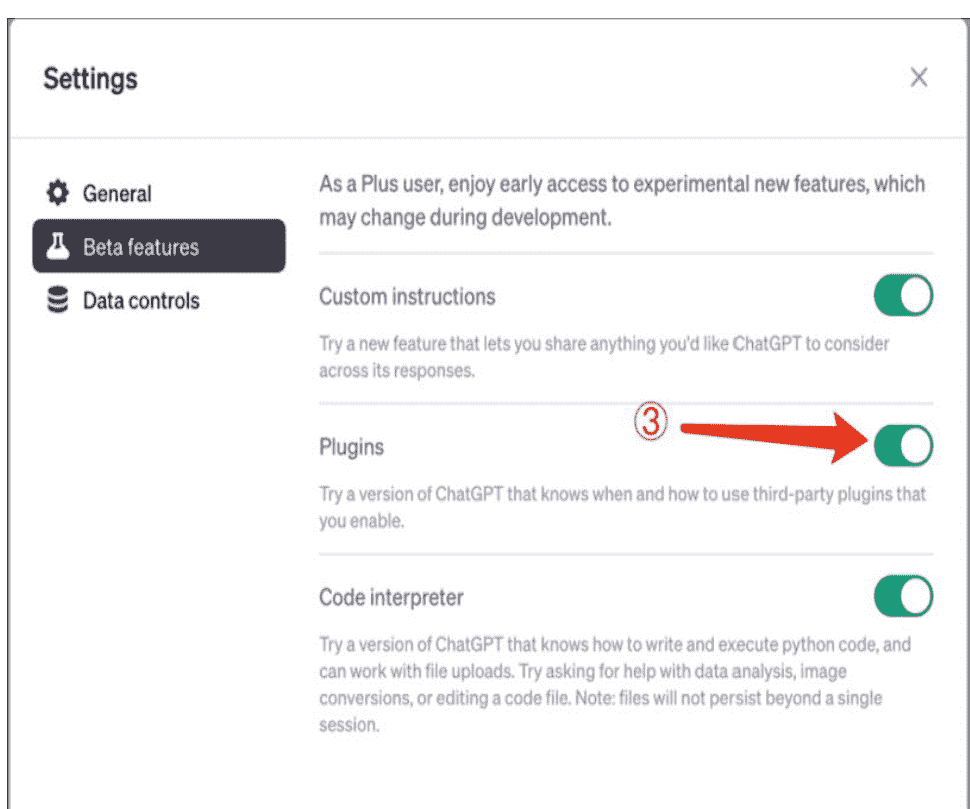 Settings
General
Beta features
Data controls
As a Plus user, enjoy early access to experimental new features, which
may change during development.
Custom instructions
Try a new feature that lets you share anything you'd like ChatGPT to consider
across its responses.
③
Plugins
Try a version of ChatGPT that knows when and how to use third-party plugins that
you enable.
Code interpreter
Try a version of ChatGPT that knows how to write and execute python code, and
can work with file uploads. Try asking for help with data analysis, image
conversions, or editing a code file. Note: files will not persist beyond a single
session.